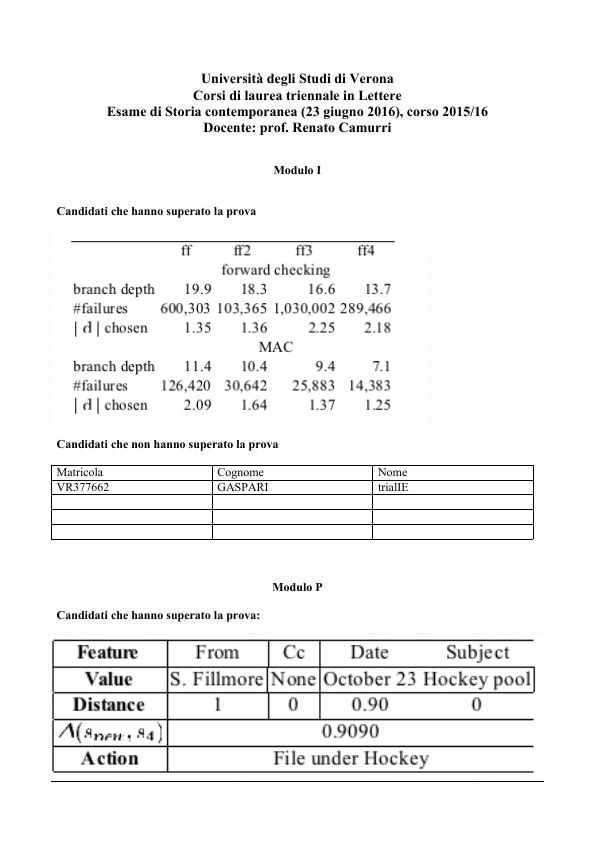 Università degli Studi di Verona
Corsi di laurea triennale in Lettere
Esame di Storia contemporanea (23 giugno 2016), corso 2015/16
Docente: prof. Renato Camurri
Modulo I
Candidati che hanno superato la prova
ff ff2 ff3 ff4
forward checking
branch depth 19.9 18.3 16.6 13.7
#failures 600,303 103,365 1,030,002 289,466
| d | chosen 1.35 1.36 2.25 2.18
MAC
branch depth 11.4 10.4 9.4 7.1
#failures 126,420 30,642 25,883 14,383
| d | chosen 2.09 1.64 1.37 1.25
Candidati che non hanno superato la prova
Matricola Cognome Nome
VR377662 GASPARI trialIE
Modulo P
Candidati che hanno superato la prova:
Feature From Cc Date Subject
Value S. Fillmore None October 23 Hockey pool
Distance 1 0 0.90 0
0.9090
Action File under Hockey